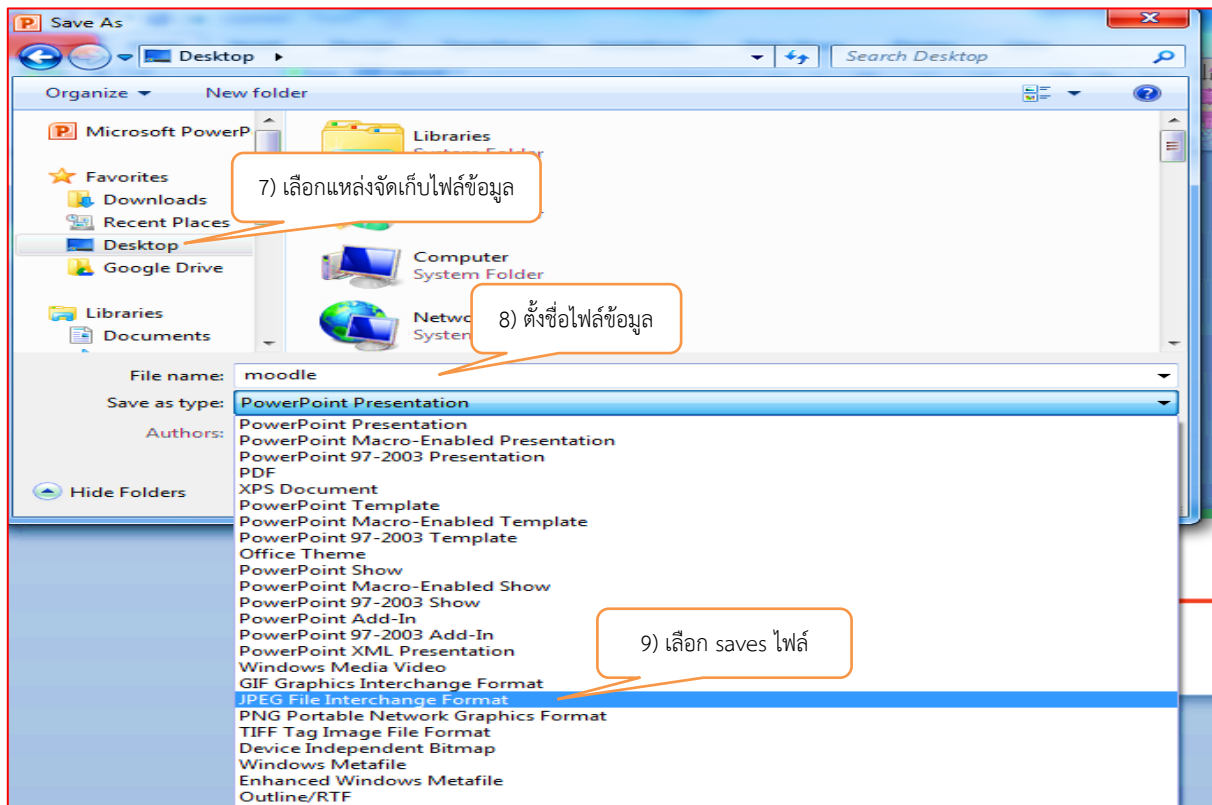 Save As
Desktop
Search Desktop
Organize
New folder
Microsoft PowerP
Libraries
System Folder
7) เลือกแหล่งจัดเก็บไฟล์ข้อมูล
Favorites
Downloads
Recent Places
Desktop
Google Drive
Computer
System Folder
Libraries
Documents
8) ตั้งชื่อไฟล์ข้อมูล
File name: moodle
Save as type: PowerPoint Presentation
Authors:
Hide Folders
PowerPoint Presentation
PowerPoint Macro-Enabled Presentation
PowerPoint 97-2003 Presentation
PDF
XPS Document
PowerPoint Template
PowerPoint Macro-Enabled Template
PowerPoint 97-2003 Template
Office Theme
PowerPoint Show
PowerPoint Macro-Enabled Show
PowerPoint 97-2003 Show
PowerPoint Add-In
PowerPoint 97-2003 Add-In
PowerPoint XML Presentation
Windows Media Video
GIF Graphics Interchange Format
JPEG File Interchange Format
PNG Portable Network Graphics Format
TIFF Tag Image File Format
Device Independent Bitmap
Windows Metafile
Enhanced Windows Metafile
Outline/RTF
9) เลือก saves ไฟล์